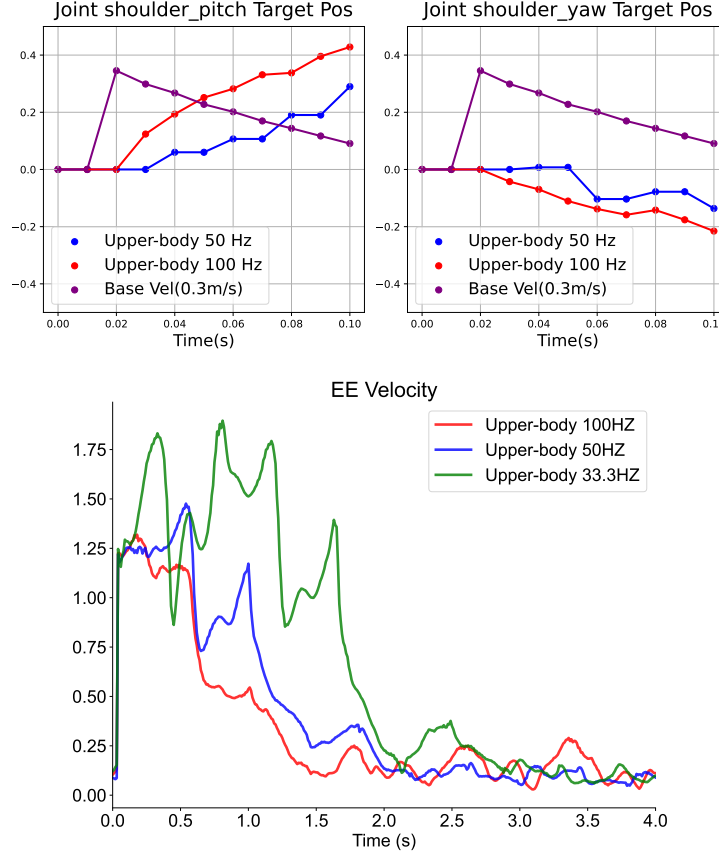 Joint shoulder_pitch Target Pos
0.4
0.2
0.0
−0.2
−0.4
Upper-body 50 Hz
Upper-body 100 Hz
Base Vel(0.3m/s)
0.00 0.02 0.04 0.06 0.08 0.10
Time(s)
Joint shoulder_yaw Target Pos
0.4
0.2
0.0
−0.2
−0.4
Upper-body 50 Hz
Upper-body 100 Hz
Base Vel(0.3m/s)
0.00 0.02 0.04 0.06 0.08 0.1
Time(s)
EE Velocity
1.75
1.50
1.25
1.00
0.75
0.50
0.25
0.00
Upper-body 100HZ
Upper-body 50HZ
Upper-body 33.3HZ
0.0 0.5 1.0 1.5 2.0 2.5 3.0 3.5 4.0
Time (s)